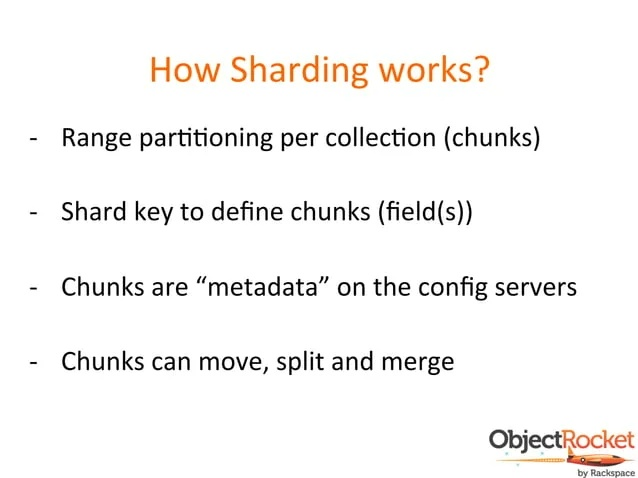 How Sharding works?
- Range partitioning per collection (chunks)
- Shard key to define chunks (field(s))
- Chunks are “metadata” on the config servers
- Chunks can move, split and merge
ObjectRocket
by Rackspace